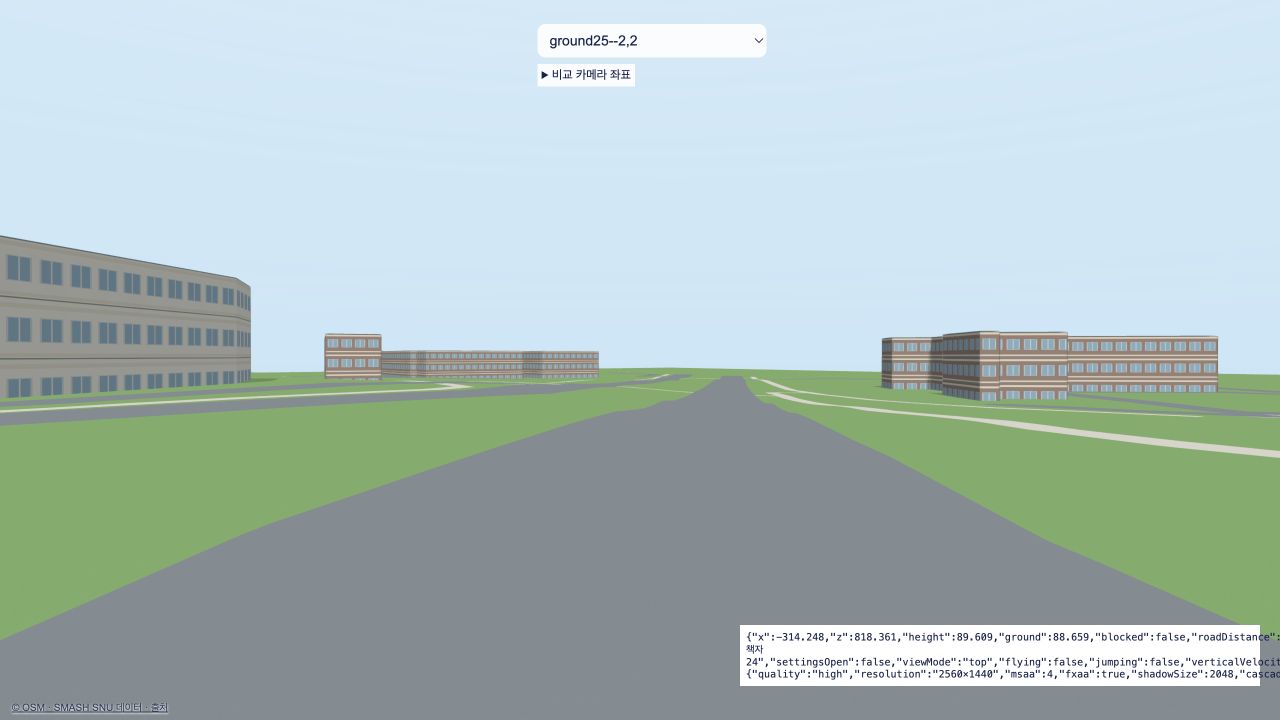 ground25--2,2
▶ 비교 카메라 좌표
{"x":-314.248,"z":818.361,"height":89.609,"ground":88.659,"blocked":false,"roadDistance":
책자
24","settingsOpen":false,"viewMode":"top","flying":false,"jumping":false,"verticalVelocit
{"quality":"high","resolution":"2560×1440","msaa":4,"fxaa":true,"shadowSize":2048,"casca
© OSM · SMASH SNU 데이터 · 출처